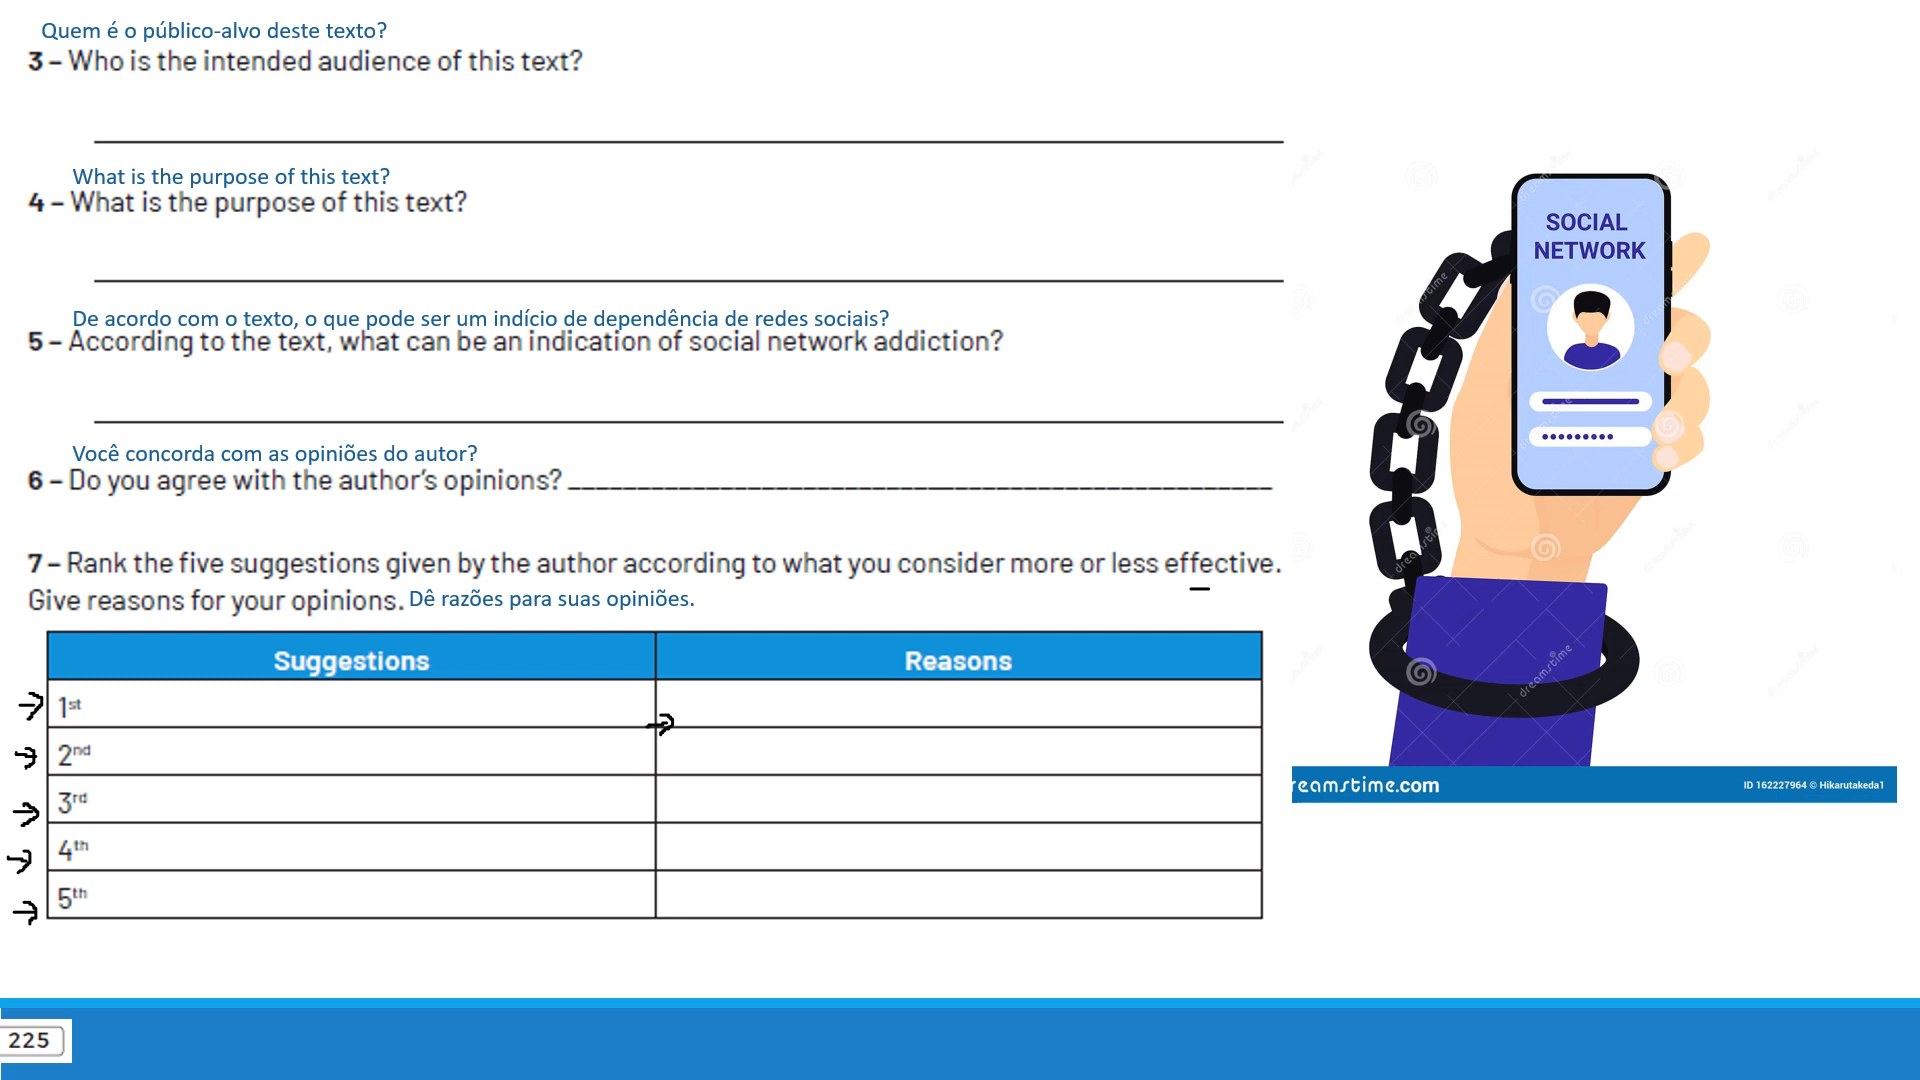 Quem é o público-alvo deste texto?
3 – Who is the intended audience of this text?
What is the purpose of this text?
4 – What is the purpose of this text?
De acordo com o texto, o que pode ser um indício de dependência de redes sociais?
5 – According to the text, what can be an indication of social network addiction?
Você concorda com as opiniões do autor?
6 – Do you agree with the author's opinions?
7 – Rank the five suggestions given by the author according to what you consider more or less effective.
Give reasons for your opinions. Dê razões para suas opiniões.
Suggestions Reasons
1st
2nd
3rd
4th
5th
SOCIAL
NETWORK
dreamstime
reamstime.com ID 162227964 © Hikarutakeda1
225